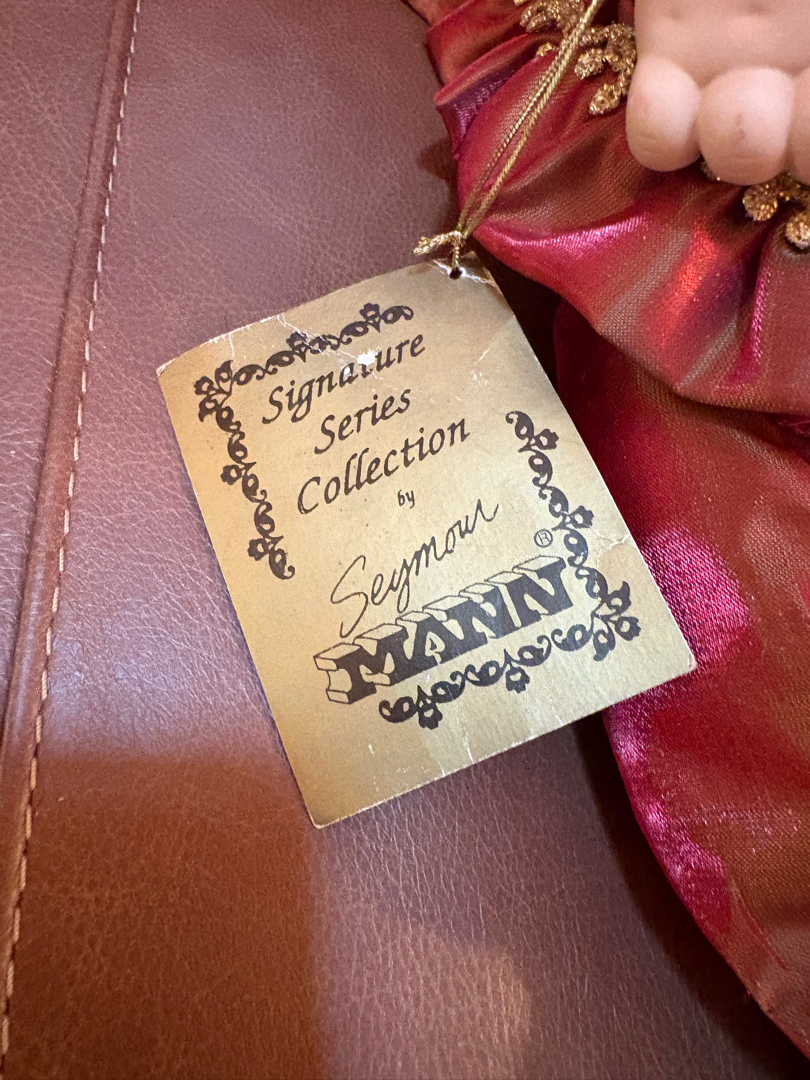 Signature
Series
Collection
by
Seymour
®
MANN